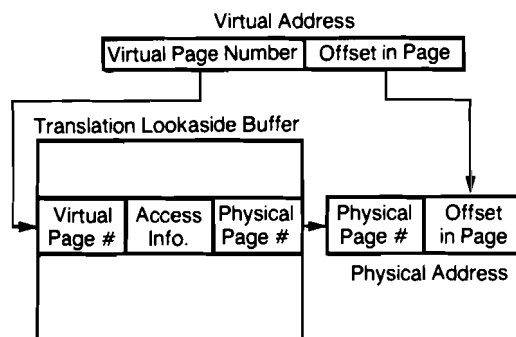 Virtual Address
Virtual Page Number Offset in Page
Translation Lookaside Buffer
Virtual Page #
Access Info.
Physical Page #
Physical Page #
Offset in Page
Physical Address